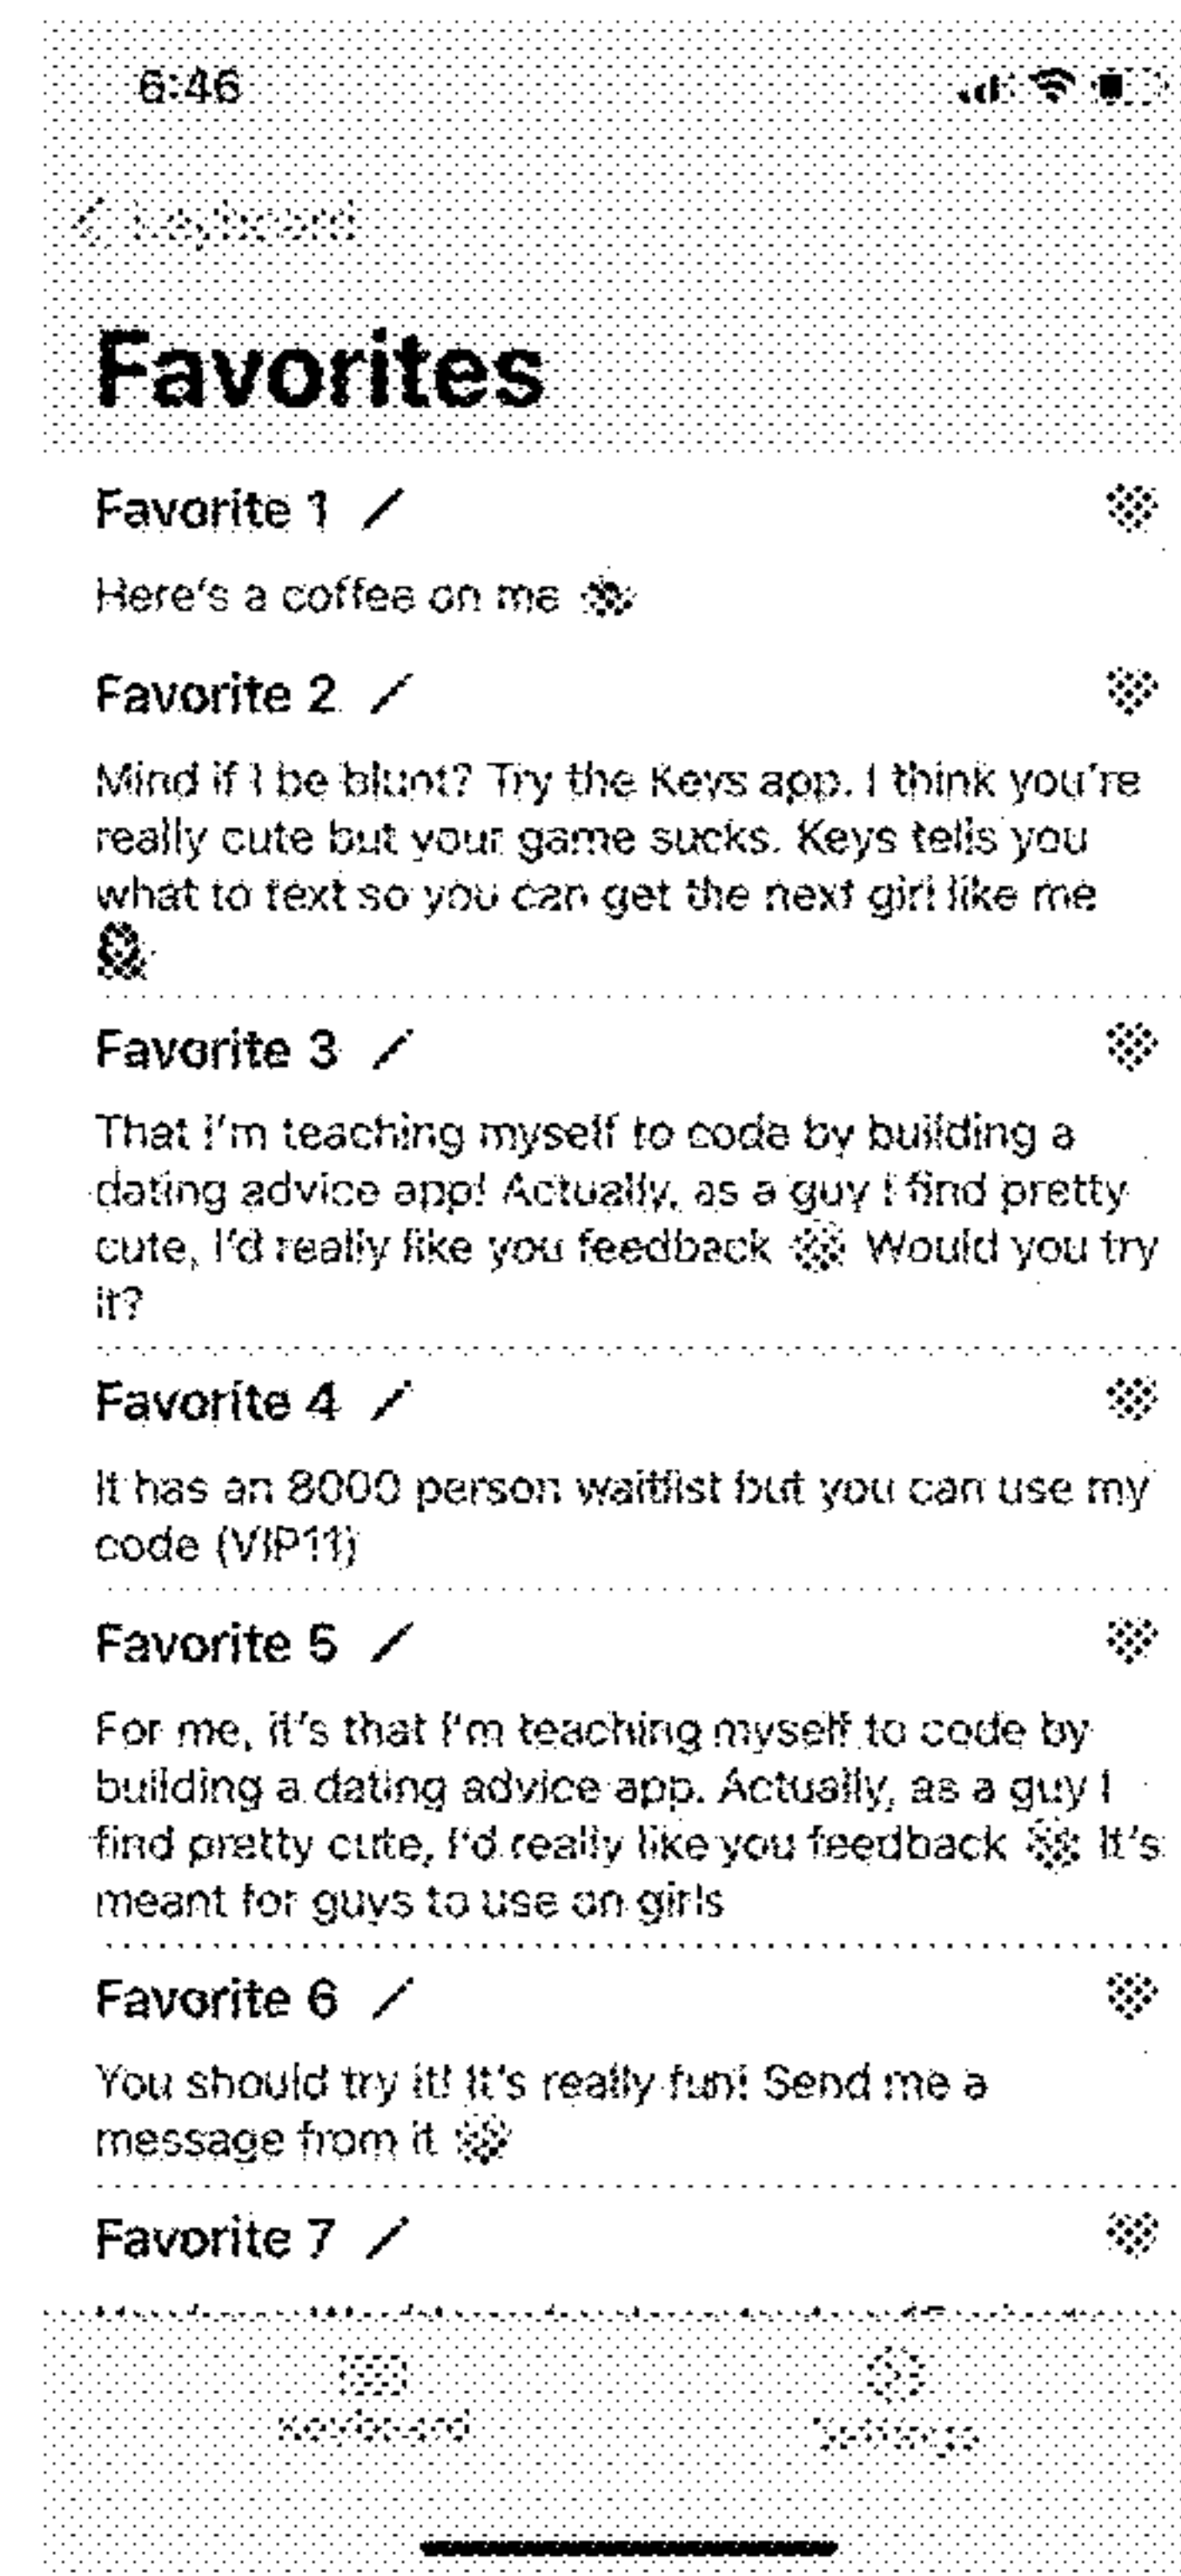 6:46
Keyboard
Favorites
Favorite 1
Here's a coffee on me
Favorite 2
Mind if I be blunt? Try the Keys app. I think you're
really cute but your game sucks. Keys tells you
what to text so you can get the next girl like me
Favorite 3
That I'm teaching myself to code by building a
dating advice app! Actually, as a guy I find pretty
cute, I'd really like you feedback Would you try
it?
Favorite 4
It has an 8000 person waitlist but you can use my
code (VIP11)
Favorite 5
For me, it's that I'm teaching myself to code by
building a dating advice app. Actually, as a guy I
find pretty cute, I'd really like you feedback It's
meant for guys to use on girls
Favorite 6
You should try it! It's really fun! Send me a
message from it
Favorite 7
Keyboard
Settings